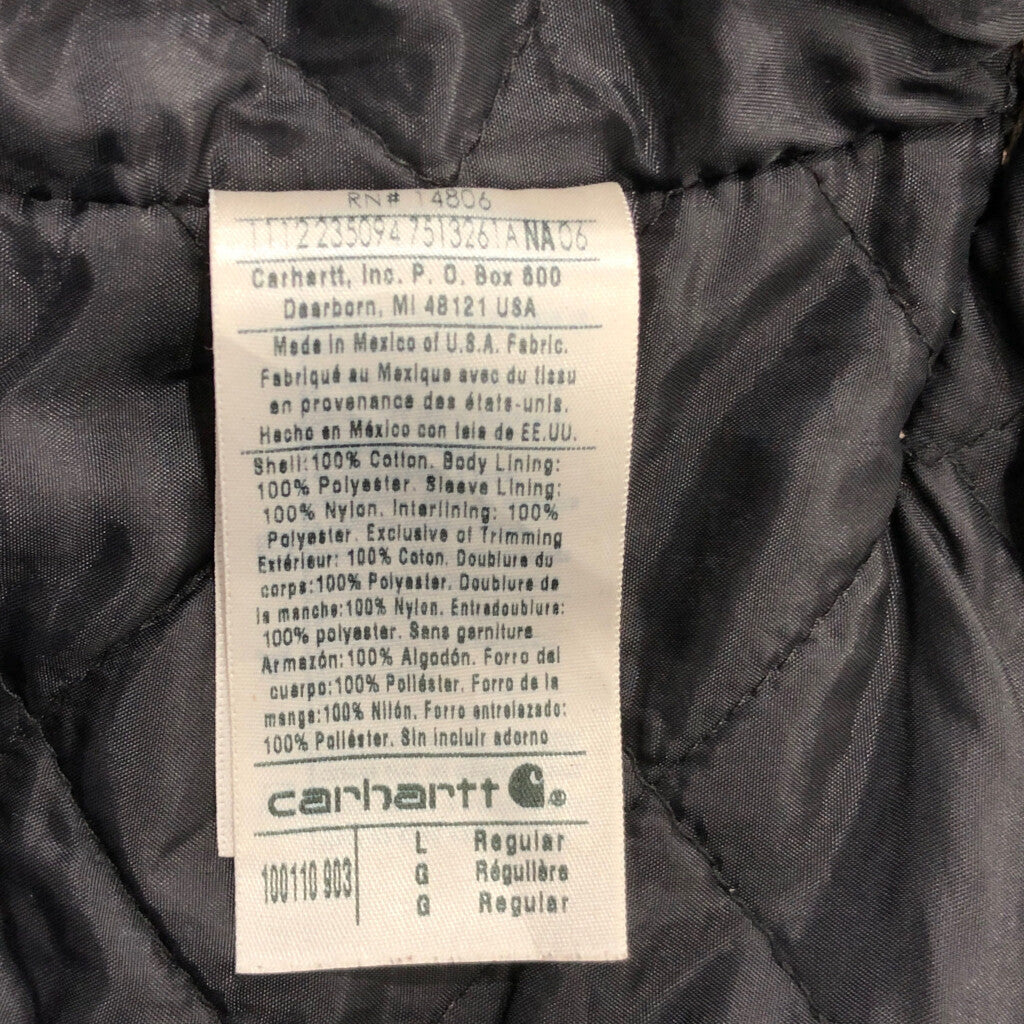 RN# 14806
1112 235094 7513261A NA 06
Carhartt, Inc. P. O. Box 600
Dearborn, MI 48121 USA
Made in Mexico of U.S.A. Fabric.
Fabriqué au Mexique avec du tissu
en provenance des états-unis.
Hecho en México con tela de EE.UU.
Shell:100% Cotton. Body Lining:
100% Polyester. Sleeve Lining:
100% Nylon. Interlining: 100%
Polyester. Exclusive of Trimming
Extérieur: 100% Coton. Doublure du
corps:100% Polyester. Doublure de
la manche:100% Nylon. Entredoublure:
100% polyester. Sans garniture
Armazón:100% Algodón. Forro del
cuerpo:100% Poliéster. Forro de la
manga:100% Nilón. Forro entrelazado:
100% Poliéster. Sin incluir adorno
carhartt ®
100110 903
L Regular
G Régulière
G Regular